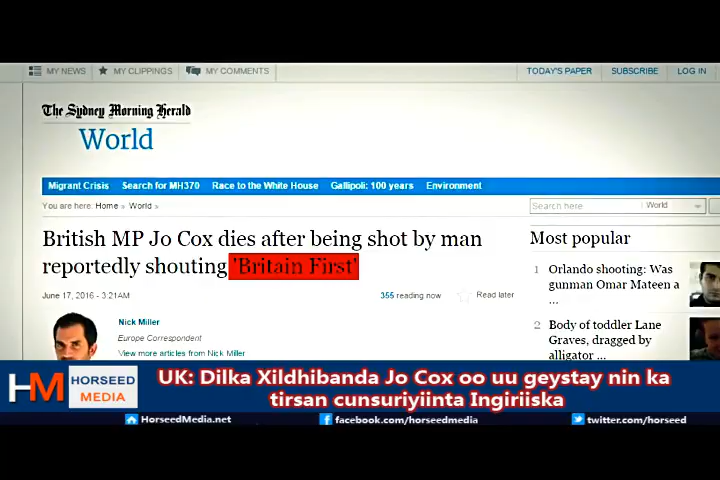 MY NEWS MY CLIPPINGS MY COMMENTS TODAY'S PAPER SUBSCRIBE LOG IN
The Sydney Morning Herald
World
Migrant Crisis Search for MH370 Race to the White House Gallipoli: 100 years Environment
You are here: Home » World »
Search here World
British MP Jo Cox dies after being shot by man
reportedly shouting 'Britain First'
June 17, 2016 - 3:21AM
355 reading now Read later
Nick Miller
Europe Correspondent
View more articles from Nick Miller
Most popular
1 Orlando shooting: Was
gunman Omar Mateen a
...
2 Body of toddler Lane
Graves, dragged by
alligator ...
HM HORSEED
MEDIA
UK: Dilka Xildhibanda Jo Cox oo uu geystay nin ka
tirsan cunsuriyiinta Ingiriiska
HorseedMedia.net facebook.com/horseedmedia twitter.com/horseed